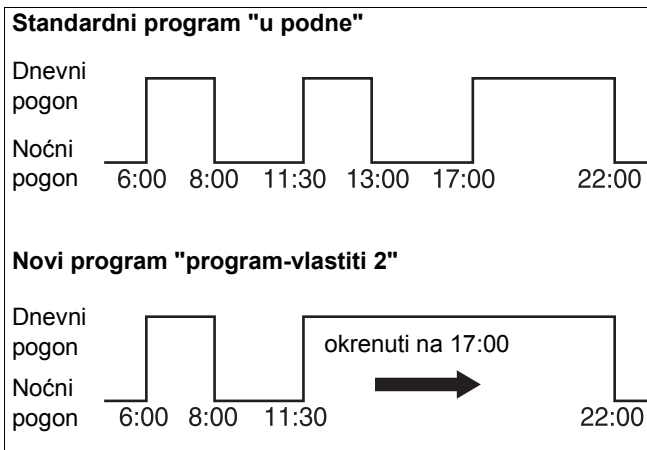 Standardni program "u podne"
Dnevni
pogon
Noćni
pogon
6:00 8:00 11:30 13:00 17:00 22:00
Novi program "program-vlastiti 2"
Dnevni
pogon
okrenuti na 17:00
Noćni
pogon
6:00 8:00 11:30 22:00